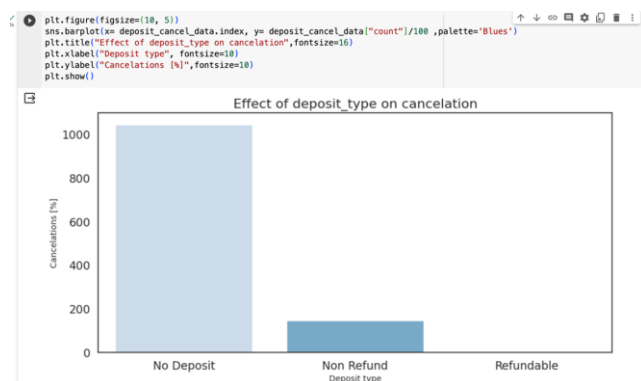 plt.figure(figsize=(10, 5))
sns.barplot(x= deposit_cancel_data.index, y= deposit_cancel_data["count"]/100 ,palette='Blues')
plt.title("Effect of deposit_type on cancelation",fontsize=16)
plt.xlabel("Deposit type", fontsize=10)
plt.ylabel("Cancelations [%]",fontsize=10)
plt.show()
Effect of deposit_type on cancelation
1000
800
600
400
200
0
Cancelations [%]
No Deposit Non Refund Refundable
Deposit type